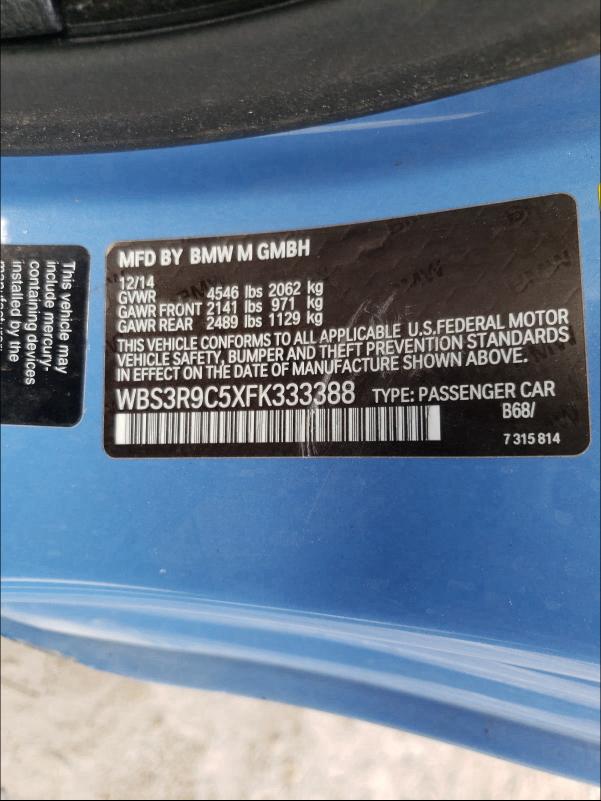 This vehicle may
include mercury-
containing devices
installed by the
MFD BY BMW M GMBH
12/14
GVWR 4546 lbs 2062 kg
GAWR FRONT 2141 lbs 971 kg
GAWR REAR 2489 lbs 1129 kg
THIS VEHICLE CONFORMS TO ALL APPLICABLE U.S.FEDERAL MOTOR
VEHICLE SAFETY, BUMPER AND THEFT PREVENTION STANDARDS
IN EFFECT ON THE DATE OF MANUFACTURE SHOWN ABOVE.
WBS3R9C5XFK333388 TYPE: PASSENGER CAR
B68/
7 315 814